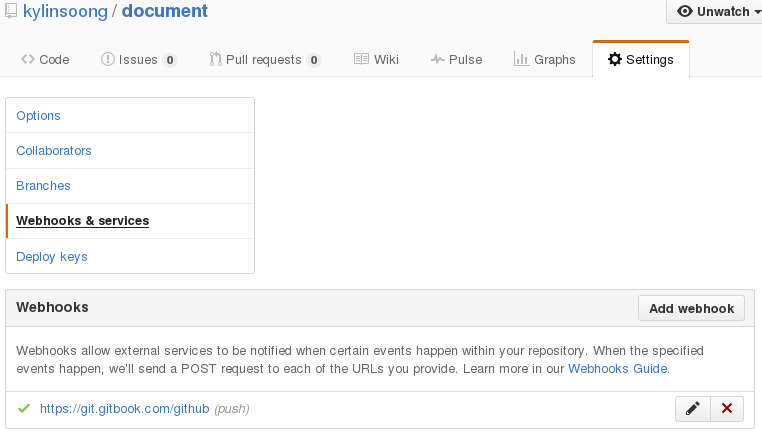 kylinsoong / document
Unwatch
Code
Issues 0
Pull requests 0
Wiki
Pulse
Graphs
Settings
Options
Collaborators
Branches
Webhooks & services
Deploy keys
Webhooks
Add webhook
Webhooks allow external services to be notified when certain events happen within your repository. When the specified
events happen, we'll send a POST request to each of the URLs you provide. Learn more in our Webhooks Guide.
https://git.gitbook.com/github (push)